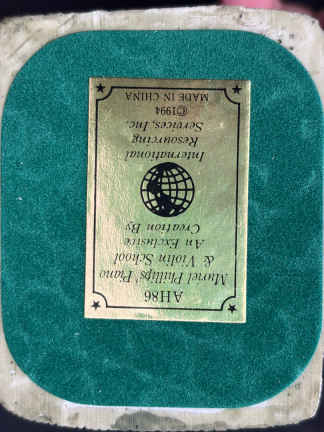 AH86
Muriel Phillips' Piano
& Violin School
An Exclusive
Creation By
International
Resourcing
Services, Inc.
©1994
MADE IN CHINA